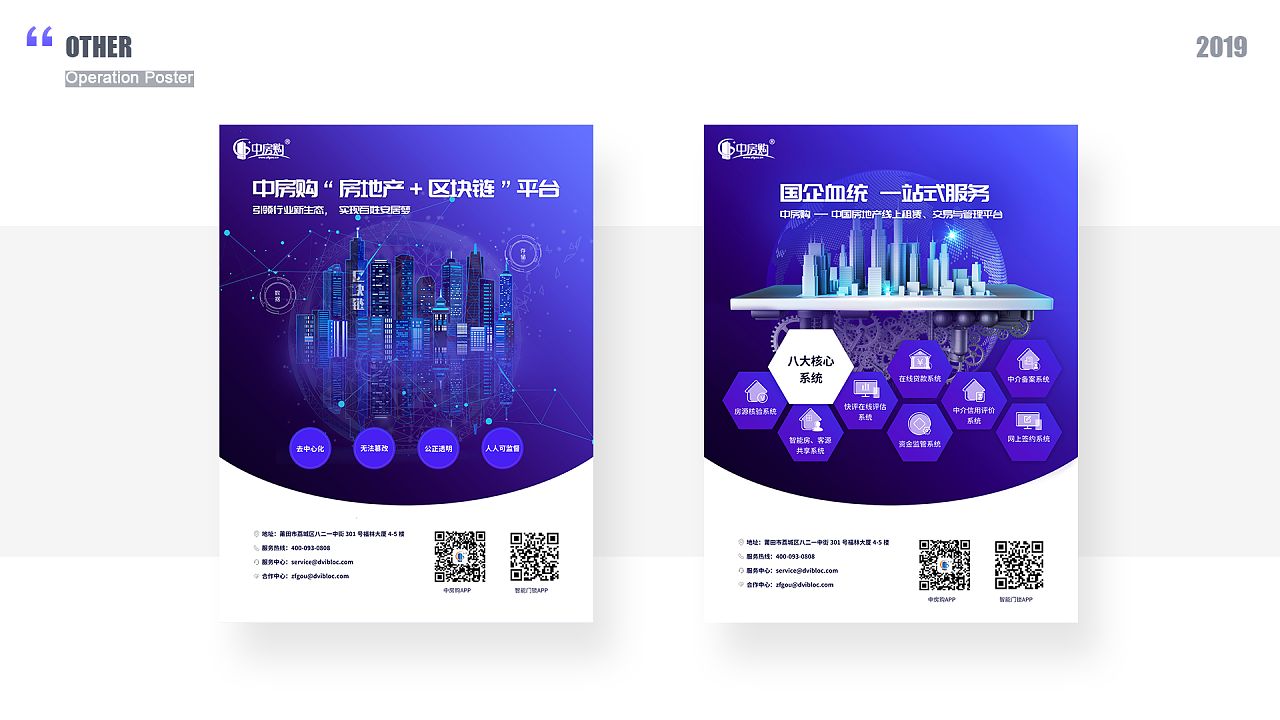 OTHER
Operation Poster
2019
中房购®
中房购“房地产+区块链”平台
引领行业新生态， 实现百姓安居梦
区块链
数据
存储
去中心化
无法篡改
公正透明
人人可监督
地址：莆田市荔城区八二一中街 301 号福林大厦 4-5 楼
服务热线：400-093-0808
服务中心：service@dvibloc.com
合作中心：zfgou@dvibloc.com
中房购APP
智能门锁APP
中房购®
国企血统 一站式服务
中房购 — 中国房地产线上租赁、交易与管理平台
八大核心
系统
房源核验系统
智能房、客源
共享系统
快评在线评估
系统
在线贷款系统
资金监管系统
中介信用评价
系统
中介备案系统
网上签约系统
地址：莆田市荔城区八二一中街 301 号福林大厦 4-5 楼
服务热线：400-093-0808
服务中心：service@dvibloc.com
合作中心：zfgou@dvibloc.com
中房购APP
智能门锁APP